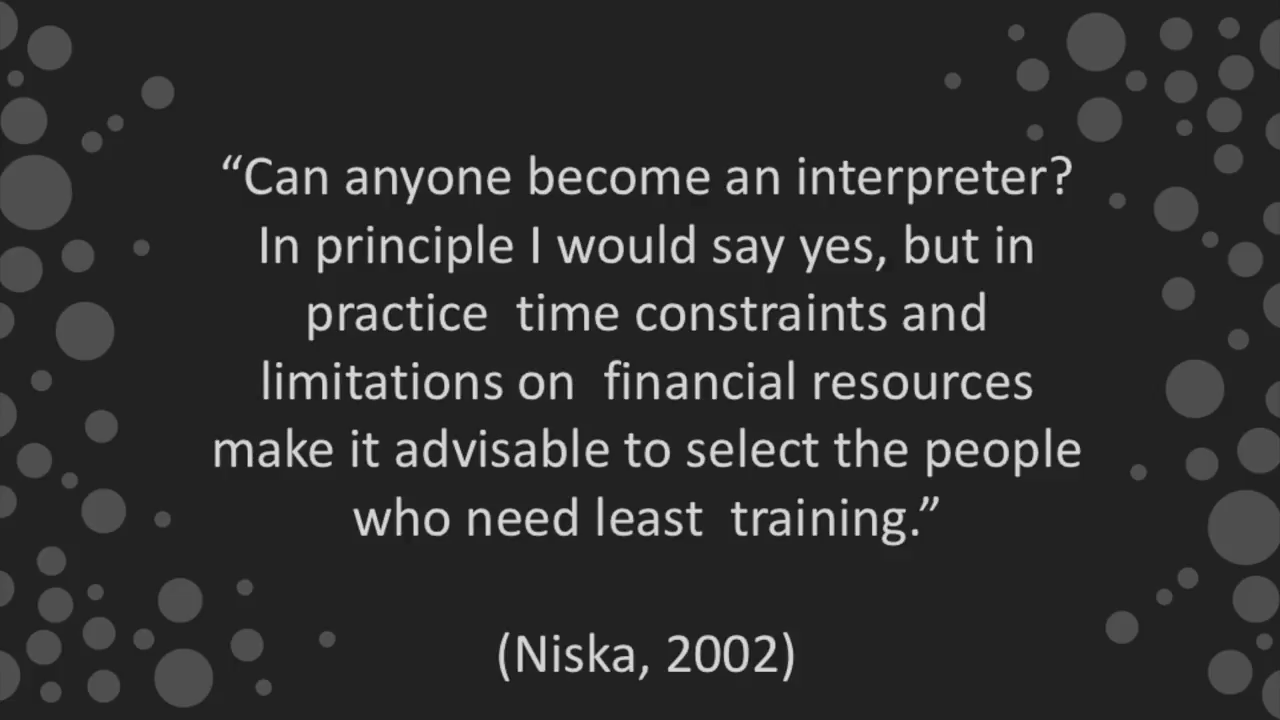 “Can anyone become an interpreter?
In principle I would say yes, but in
practice  time constraints and
limitations on  financial resources
make it advisable to select the people
who need least  training.”
(Niska, 2002)